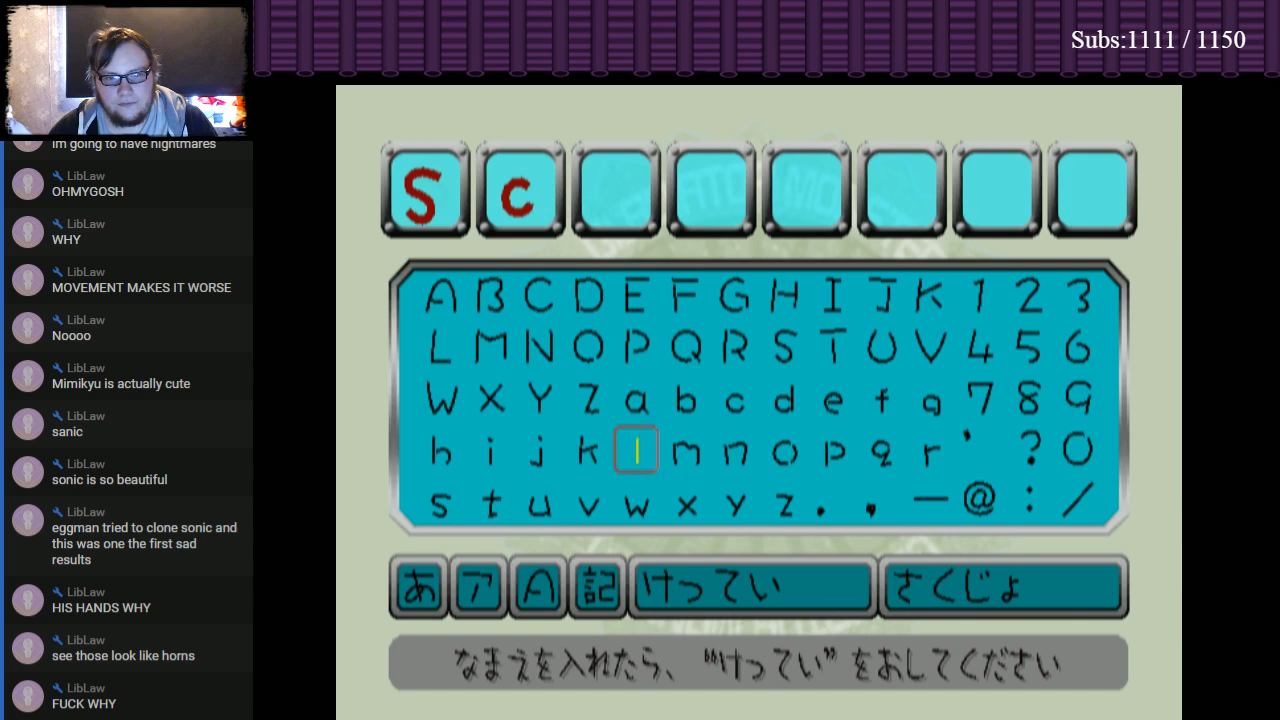 Subs:1111 / 1150
im going to have nightmares
LibLaw
OHMYGOSH
LibLaw
WHY
LibLaw
MOVEMENT MAKES IT WORSE
LibLaw
Noooo
LibLaw
Mimikyu is actually cute
LibLaw
sanic
LibLaw
sonic is so beautiful
LibLaw
eggman tried to clone sonic and
this was one the first sad
results
LibLaw
HIS HANDS WHY
LibLaw
see those look like horns
LibLaw
FUCK WHY
S c
A B C D E F G H I J K 1 2 3
L M N O P Q R S T U V 4 5 6
W X Y Z a b c d e f g 7 8 9
h i j k l m n o p q r ' ? 0
s t u v w x y z . , — @ : /
あ ア A 記 けってい さくじょ
なまえを入れたら、“けってい”をおしてください